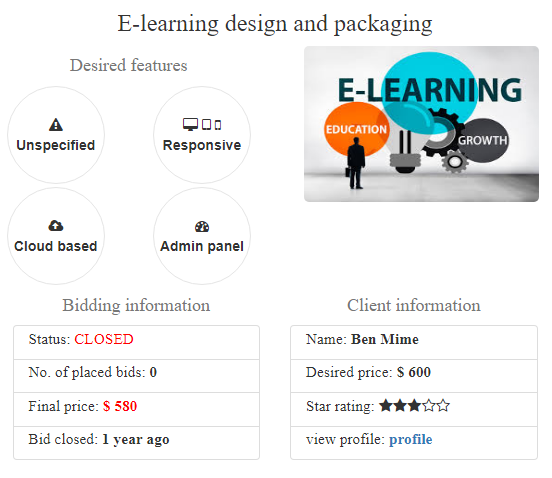 E-learning design and packaging
Desired features
E-LEARNING
EDUCATION
GROWTH
Unspecified
Responsive
Cloud based
Admin panel
Bidding information
Status: CLOSED
No. of placed bids: 0
Final price: $ 580
Bid closed: 1 year ago
Client information
Name: Ben Mime
Desired price: $ 600
Star rating:
view profile: profile